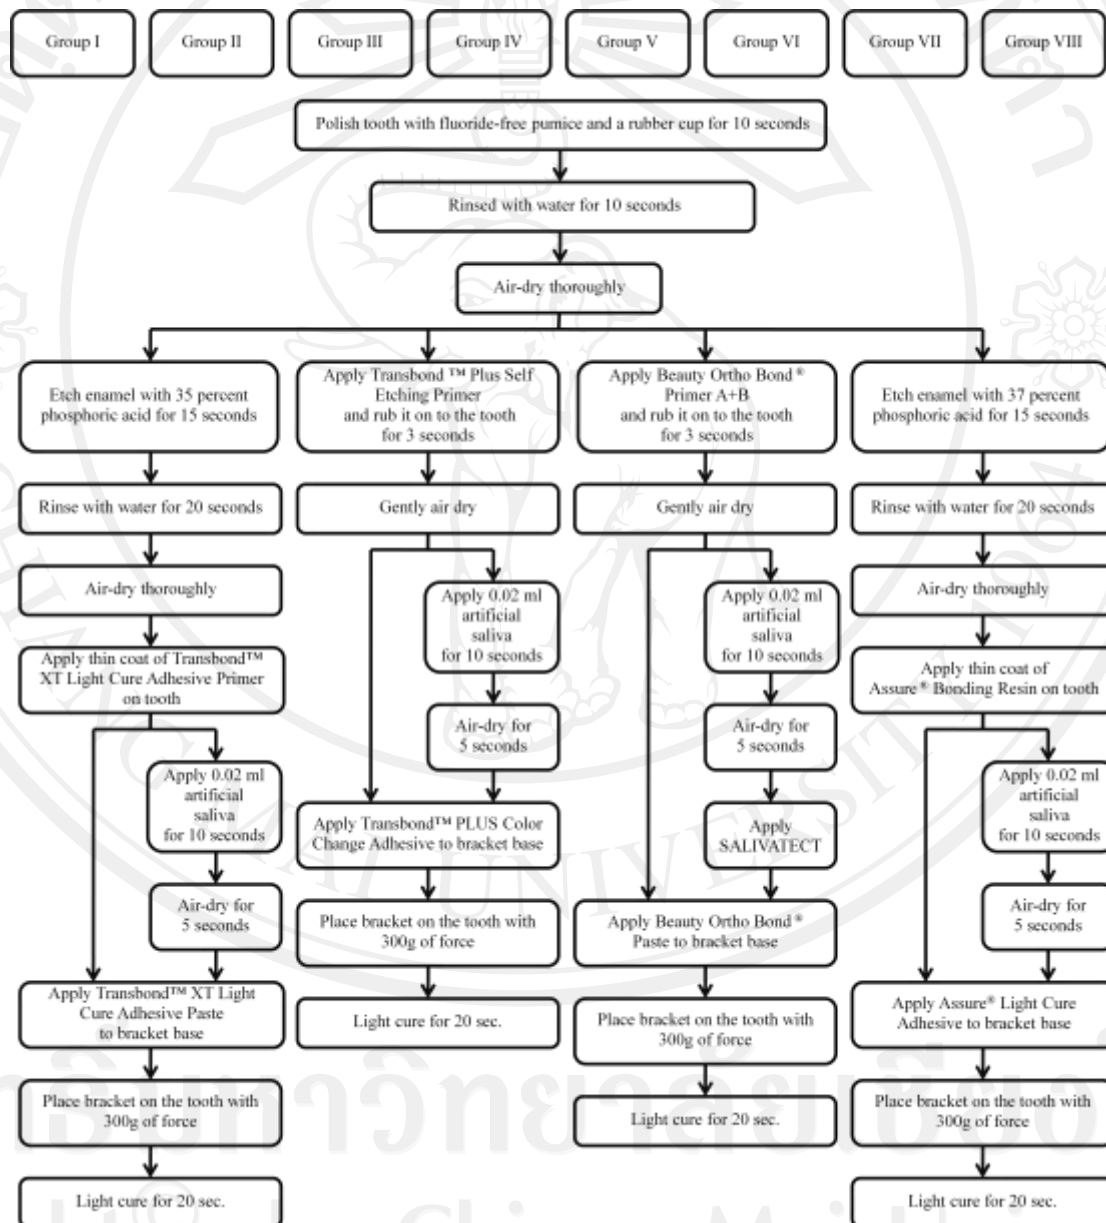 Group I
Group II
Group III
Group IV
Group V
Group VI
Group VII
Group VIII
Polish tooth with fluoride-free pumice and a rubber cup for 10 seconds
Rinsed with water for 10 seconds
Air-dry thoroughly
Etch enamel with 35 percent
phosphoric acid for 15 seconds
Rinse with water for 20 seconds
Air-dry thoroughly
Apply thin coat of Transbond™
XT Light Cure Adhesive Primer
on tooth
Apply 0.02 ml
artificial
saliva
for 10 seconds
Air-dry for
5 seconds
Apply Transbond™ XT Light
Cure Adhesive Paste
to bracket base
Place bracket on the tooth with
300g of force
Light cure for 20 sec.
Apply Transbond ™ Plus Self
Etching Primer
and rub it on to the tooth
for 3 seconds
Gently air dry
Apply 0.02 ml
artificial
saliva
for 10 seconds
Air-dry for
5 seconds
Apply Transbond™ PLUS Color
Change Adhesive to bracket base
Place bracket on the tooth with
300g of force
Light cure for 20 sec.
Apply Beauty Ortho Bond®
Primer A+B
and rub it on to the tooth
for 3 seconds
Gently air dry
Apply 0.02 ml
artificial
saliva
for 10 seconds
Air-dry for
5 seconds
Apply
SALIVATECT
Apply Beauty Ortho Bond®
Paste to bracket base
Place bracket on the tooth with
300g of force
Light cure for 20 sec.
Etch enamel with 37 percent
phosphoric acid for 15 seconds
Rinse with water for 20 seconds
Air-dry thoroughly
Apply thin coat of
Assure® Bonding Resin on tooth
Apply 0.02 ml
artificial
saliva
for 10 seconds
Air-dry for
5 seconds
Apply Assure® Light Cure
Adhesive to bracket base
Place bracket on the tooth with
300g of force
Light cure for 20 sec.
UNIVERSITY 1964